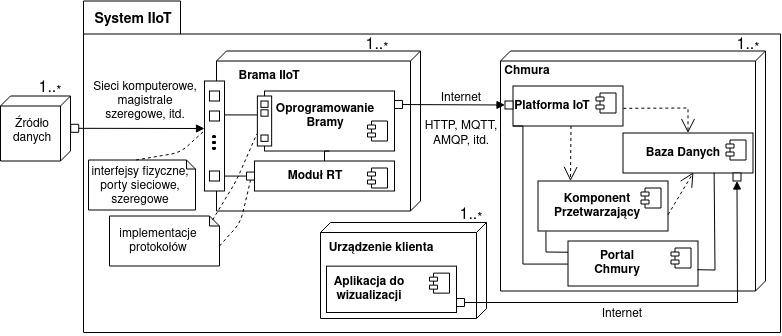 System IIoT
1..*
Źródło
danych
Sieci komputerowe,
magistrale
szeregowe, itd.
interfejsy fizyczne,
porty sieciowe,
szeregowe
implementacje
protokołów
1..*
Brama IIoT
Oprogramowanie
Bramy
Moduł RT
Internet
HTTP, MQTT,
AMQP, itd.
1..*
Chmura
Platforma IoT
Baza Danych
Komponent
Przetwarzający
Portal
Chmury
1..*
Urządzenie klienta
Aplikacja do
wizualizacji
Internet